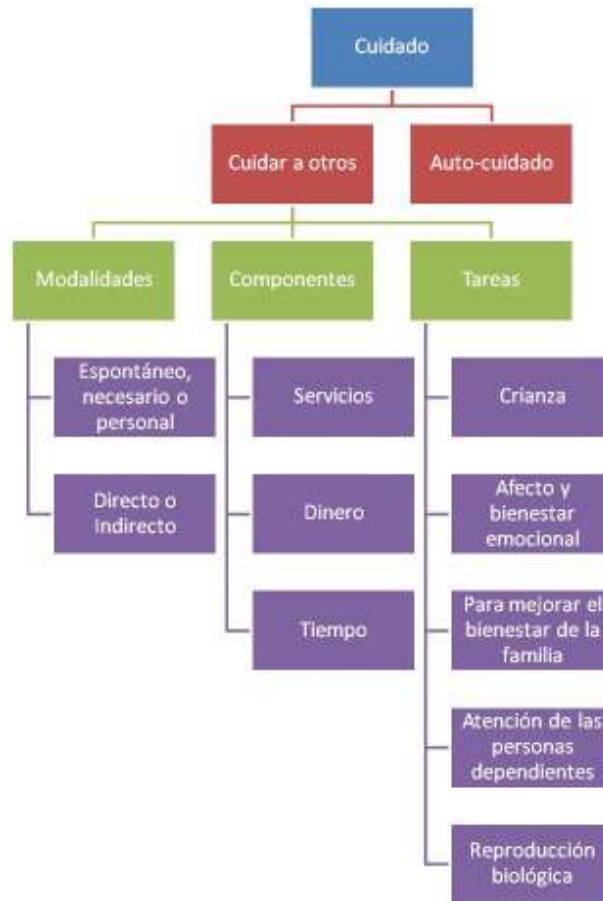 Cuidado
Cuidar a otros
Auto-cuidado
Modalidades
Componentes
Tareas
Espontáneo,
necesario o
personal
Servicios
Crianza
Directo o
Indirecto
Dinero
Afecto y
bienestar
emocional
Tiempo
Para mejorar el
bienestar de la
familia
Atención de las
personas
dependientes
Reproducción
biológica